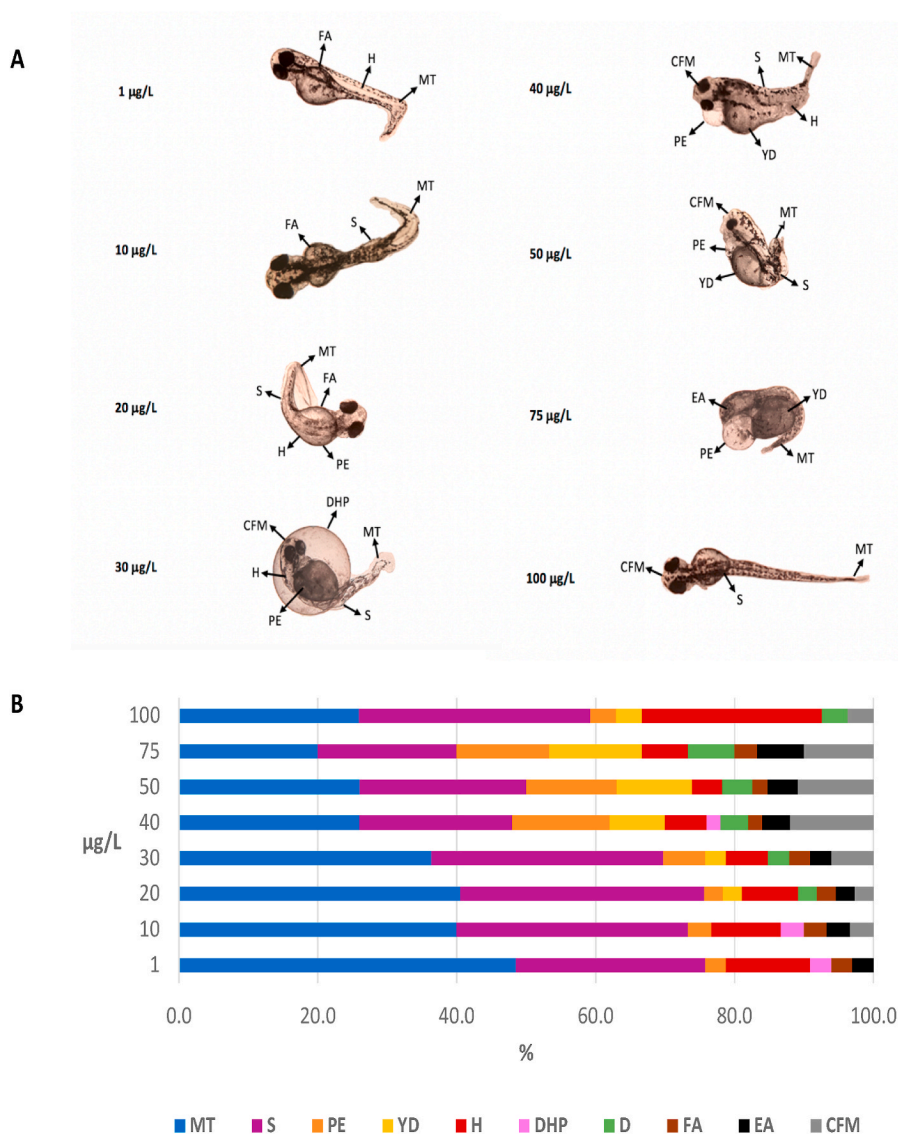 A
1 µg/L
FA
H
MT
10 µg/L
FA
S
MT
20 µg/L
MT
FA
S
H
PE
30 µg/L
DHP
CFM
MT
H
PE
S
40 µg/L
CFM
S
MT
PE
H
YD
50 µg/L
CFM
MT
PE
YD
S
75 µg/L
EA
YD
PE
MT
100 µg/L
CFM
MT
S
B
100
75
50
40
µg/L
30
20
10
1
0.0 20.0 40.0 60.0 80.0 100.0
%
MT S PE YD H DHP D FA EA CFM